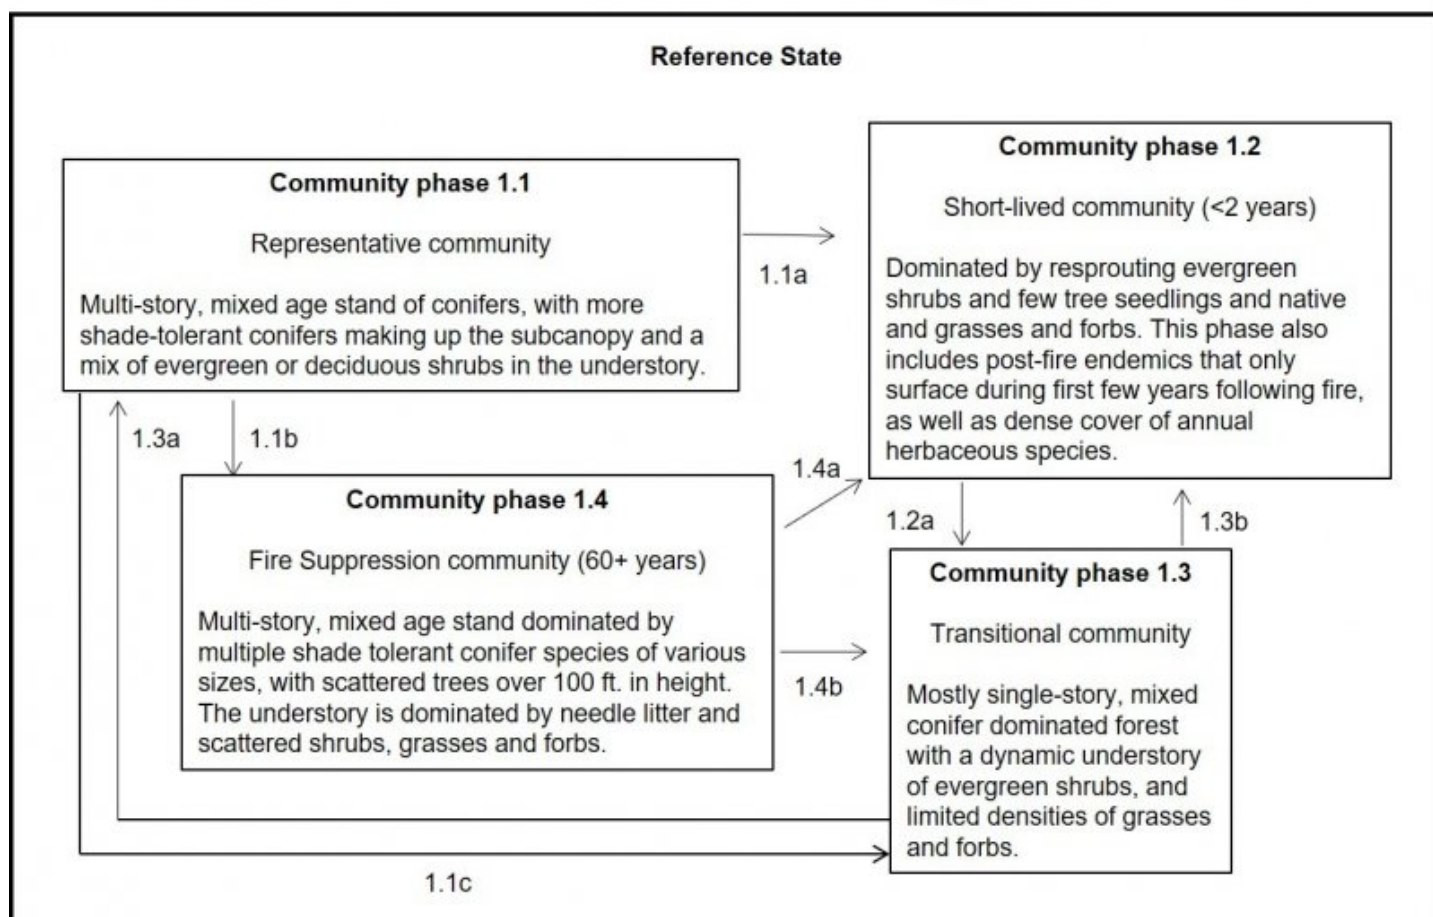 Reference State
Community phase 1.1
Representative community
Multi-story, mixed age stand of conifers, with more
shade-tolerant conifers making up the subcanopy and a
mix of evergreen or deciduous shrubs in the understory.
1.1a
Community phase 1.2
Short-lived community (<2 years)
Dominated by resprouting evergreen
shrubs and few tree seedlings and native
and grasses and forbs. This phase also
includes post-fire endemics that only
surface during first few years following fire,
as well as dense cover of annual
herbaceous species.
1.3a
1.1b
1.4a
1.2a
1.3b
Community phase 1.4
Fire Suppression community (60+ years)
Multi-story, mixed age stand dominated by
multiple shade tolerant conifer species of various
sizes, with scattered trees over 100 ft. in height.
The understory is dominated by needle litter and
scattered shrubs, grasses and forbs.
1.4b
Community phase 1.3
Transitional community
Mostly single-story, mixed
conifer dominated forest
with a dynamic understory
of evergreen shrubs, and
limited densities of grasses
and forbs.
1.1c